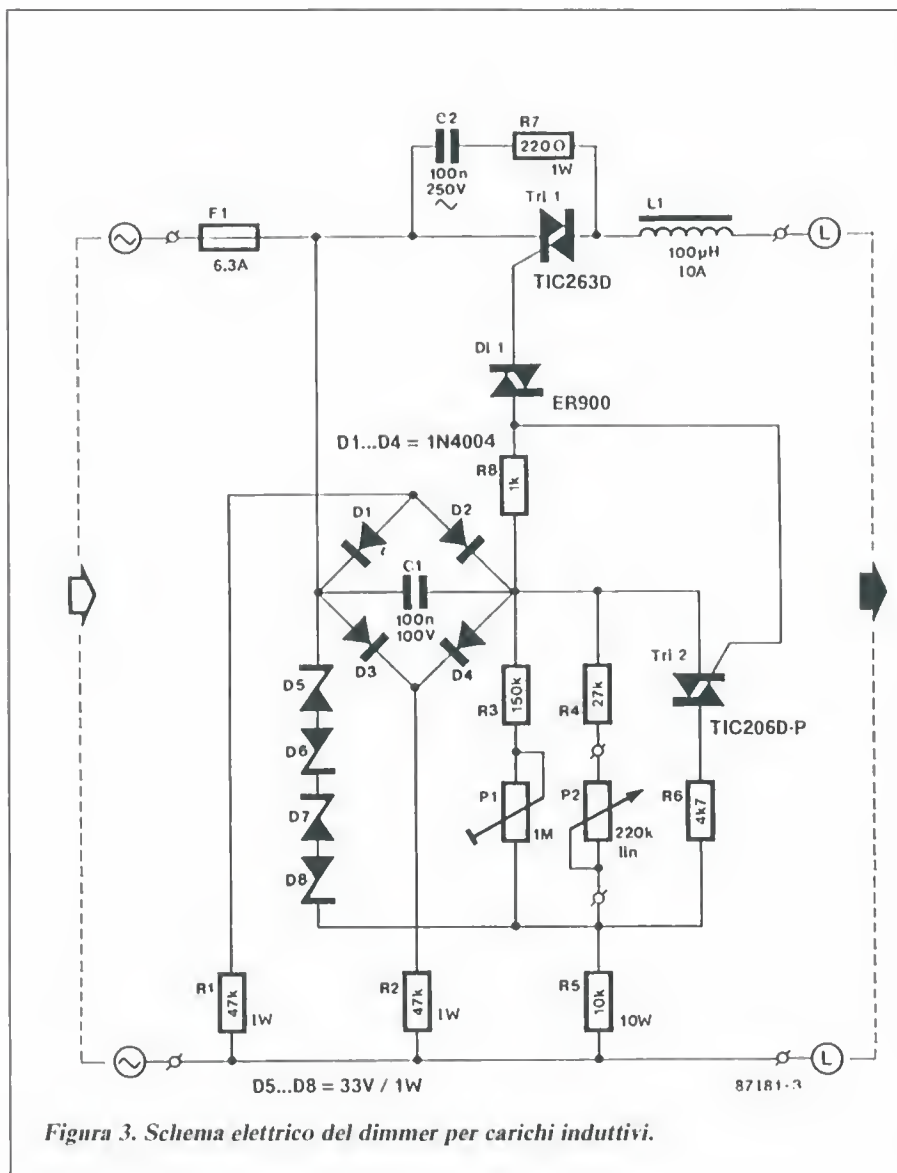 C2
100n
250V
~
R7
220Ω
1W
Tri 1
TIC263D
L1
100µH
10A
L
~
F1
6.3A
Di 1
ER900
D1...D4 = 1N4004
R8
1k
D1
D2
C1
100n
100V
D3
D4
D5
D6
D7
D8
R3
150k
R4
27k
Tri 2
TIC206D-P
P1
1M
P2
220k
lin
R6
4k7
R1
47k
1W
R2
47k
1W
R5
10k
10W
~
L
D5...D8 = 33V / 1W
87181-3
Figura 3. Schema elettrico del dimmer per carichi induttivi.